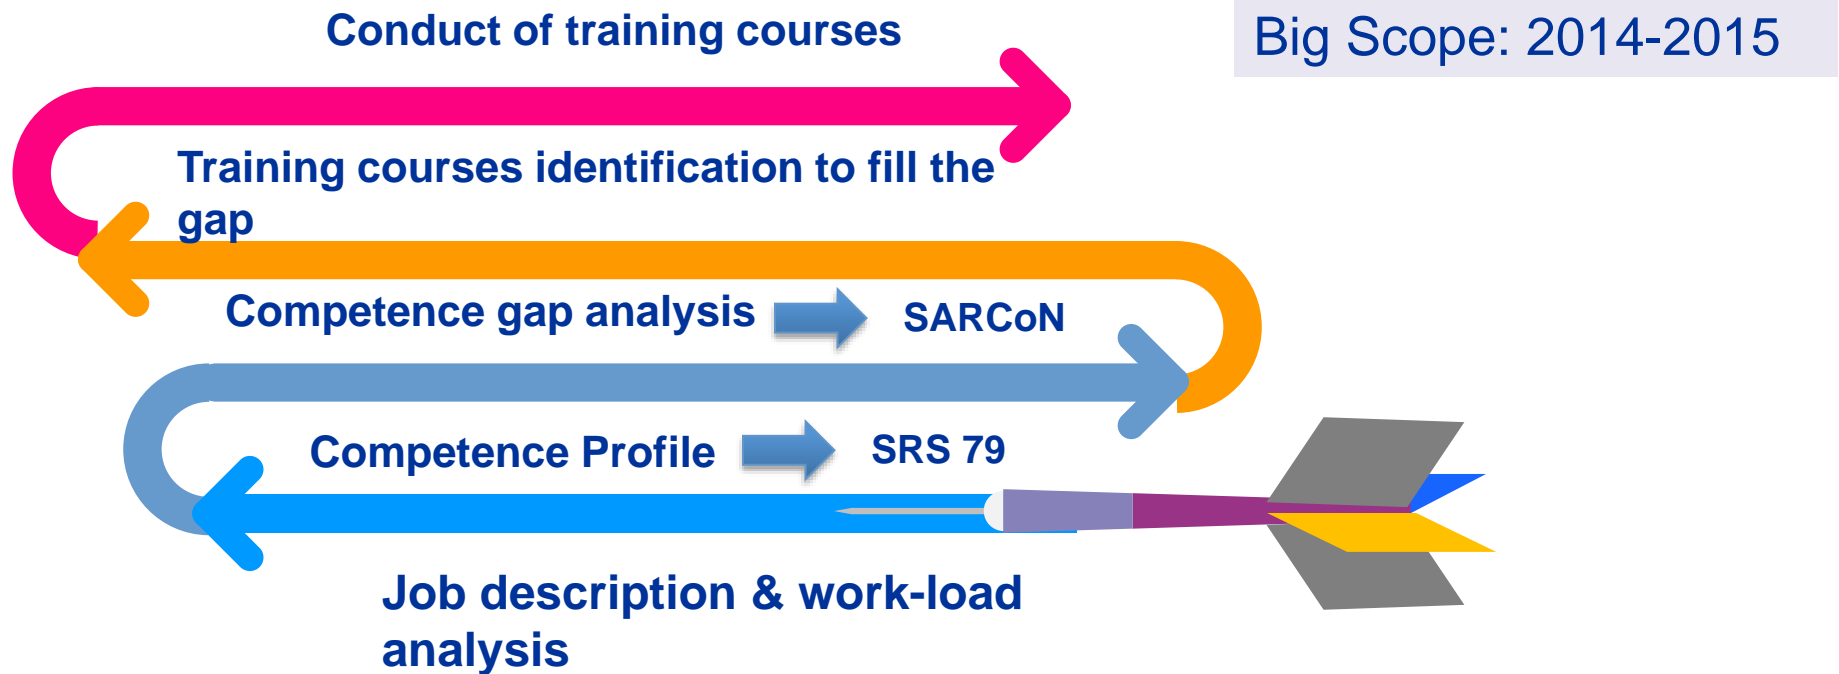 Conduct of training courses
Big Scope: 2014-2015
Training courses identification to fill the
gap
Competence gap analysis
SARCoN
Competence Profile
SRS 79
Job description & work-load
analysis